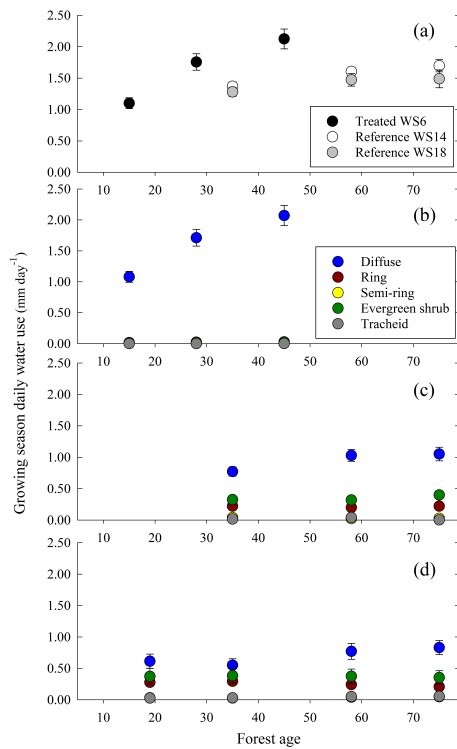 (a)
2.50
2.00
1.50
1.00
0.50
0.00
Treated WS6
Reference WS14
Reference WS18
10 20 30 40 50 60 70
(b)
2.50
2.00
1.50
1.00
0.50
0.00
Diffuse
Ring
Semi-ring
Evergreen shrub
Tracheid
10 20 30 40 50 60 70
(c)
2.50
2.00
1.50
1.00
0.50
0.00
10 20 30 40 50 60 70
(d)
2.00
1.50
1.00
0.50
0.00
10 20 30 40 50 60 70
Growing season daily water use (mm day⁻¹)
Forest age